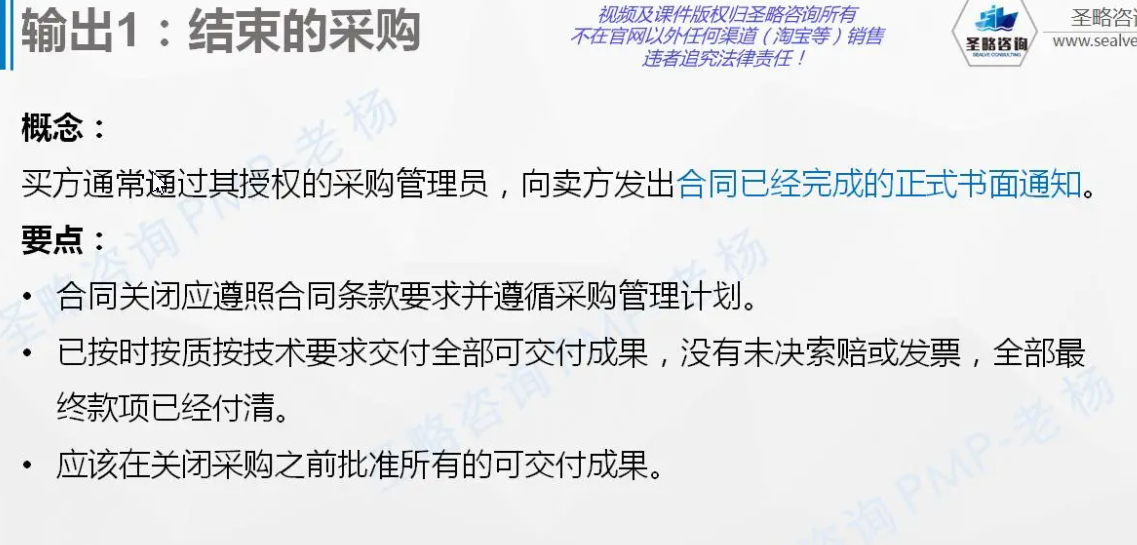 输出1：结束的采购
视频及课件版权归圣略咨询所有
不在官网以外任何渠道（淘宝等）销售
违者追究法律责任！
圣略咨询
SEALVE CONSULTING
圣略咨
www.sealve
概念：
买方通常通过其授权的采购管理员，向卖方发出合同已经完成的正式书面通知。
要点：
• 合同关闭应遵照合同条款要求并遵循采购管理计划。
• 已按时按质按技术要求交付全部可交付成果，没有未决索赔或发票，全部最
终款项已经付清。
• 应该在关闭采购之前批准所有的可交付成果。
圣略咨询PMP-老杨
圣略咨询PMP-老杨
咨询PMP-老杨